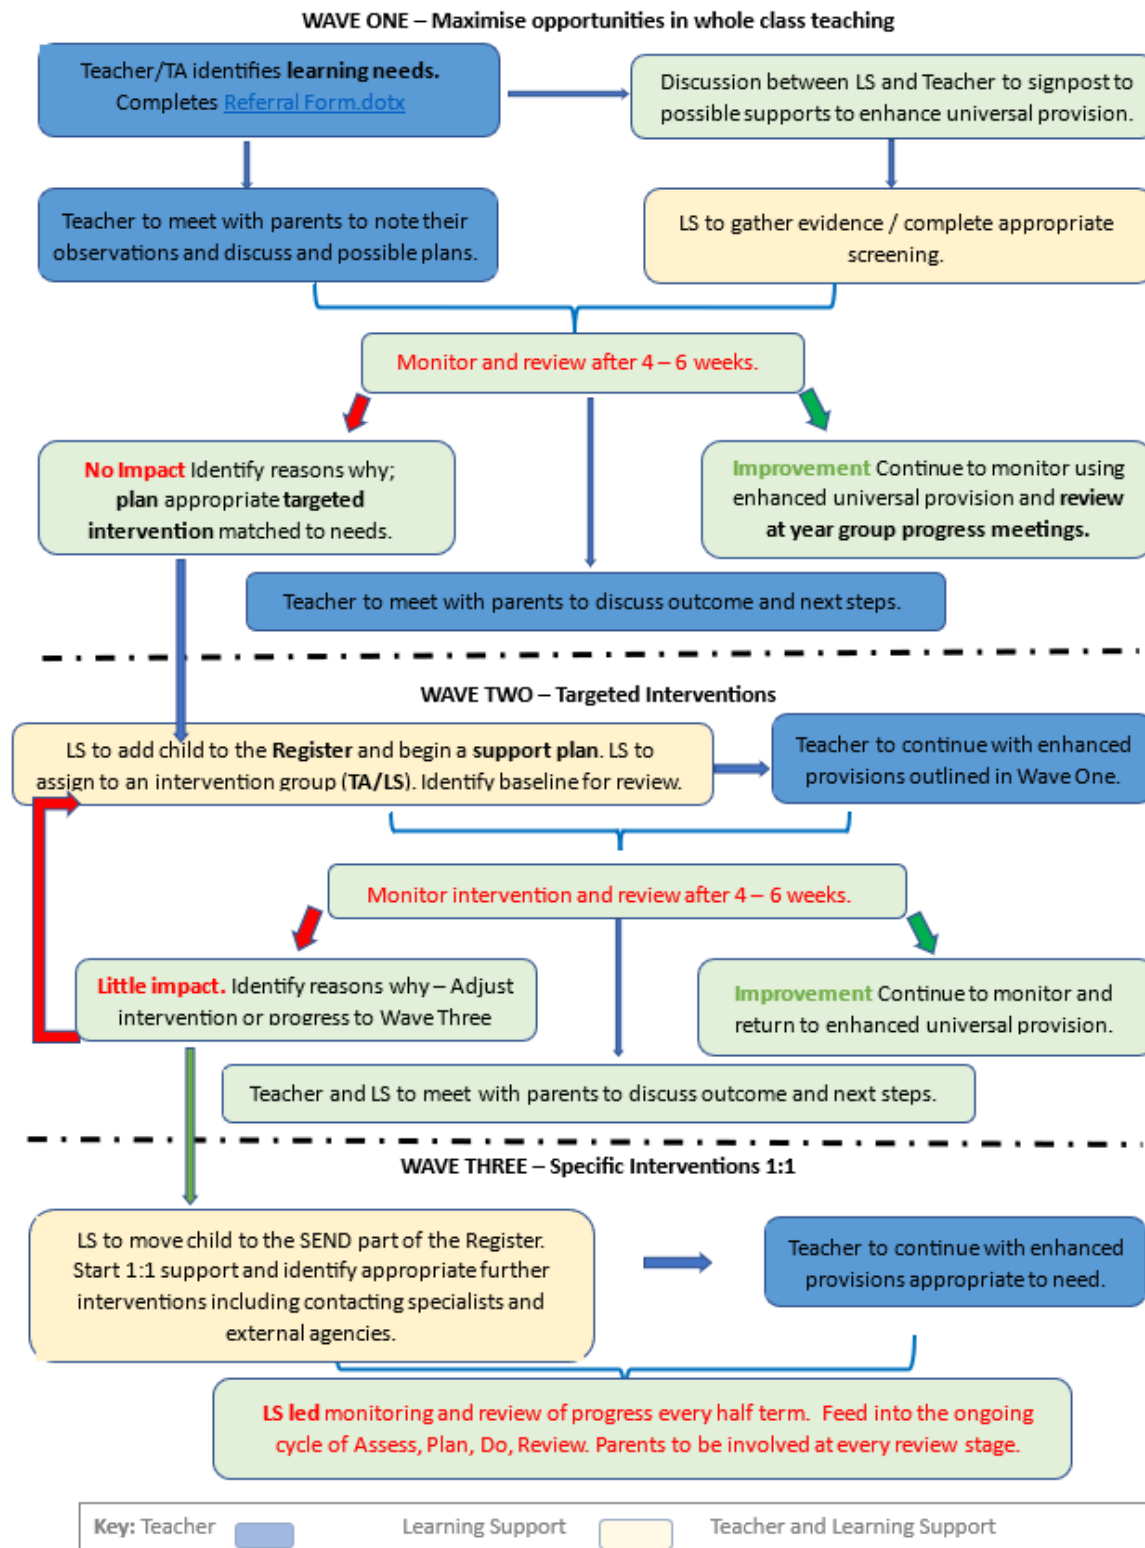 WAVE ONE – Maximise opportunities in whole class teaching
Teacher/TA identifies learning needs.
Completes Referral Form.dotx
Discussion between LS and Teacher to signpost to
possible supports to enhance universal provision.
Teacher to meet with parents to note their
observations and discuss and possible plans.
LS to gather evidence / complete appropriate
screening.
Monitor and review after 4 – 6 weeks.
No Impact Identify reasons why;
plan appropriate targeted
intervention matched to needs.
Improvement Continue to monitor using
enhanced universal provision and review
at year group progress meetings.
Teacher to meet with parents to discuss outcome and next steps.
WAVE TWO – Targeted Interventions
LS to add child to the Register and begin a support plan. LS to
assign to an intervention group (TA/LS). Identify baseline for review.
Teacher to continue with enhanced
provisions outlined in Wave One.
Monitor intervention and review after 4 – 6 weeks.
Little impact. Identify reasons why – Adjust
intervention or progress to Wave Three
Improvement Continue to monitor and
return to enhanced universal provision.
Teacher and LS to meet with parents to discuss outcome and next steps.
WAVE THREE – Specific Interventions 1:1
LS to move child to the SEND part of the Register.
Start 1:1 support and identify appropriate further
interventions including contacting specialists and
external agencies.
Teacher to continue with enhanced
provisions appropriate to need.
LS led monitoring and review of progress every half term. Feed into the ongoing
cycle of Assess, Plan, Do, Review. Parents to be involved at every review stage.
Key: Teacher Learning Support Teacher and Learning Support